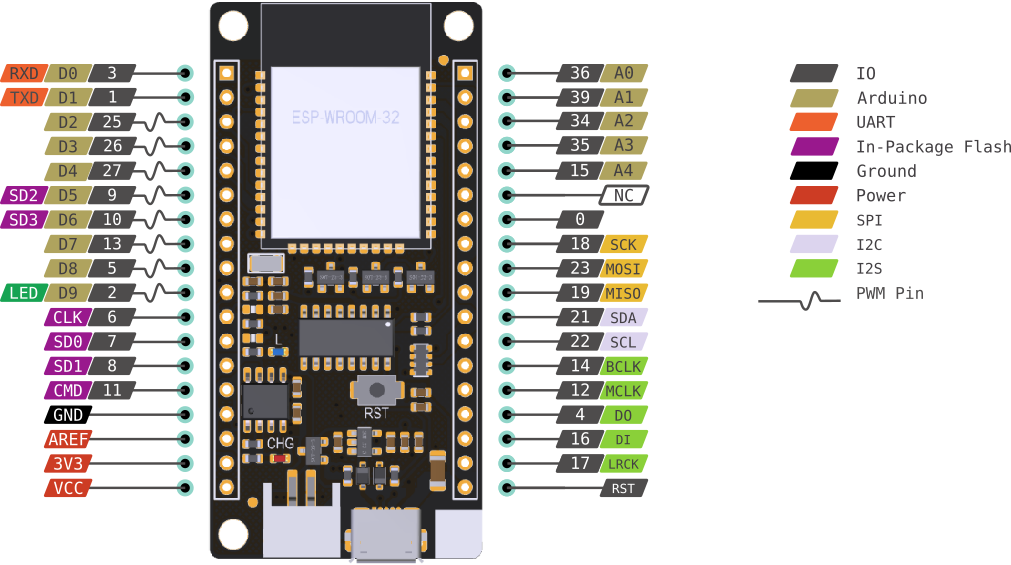 RXD D0 3
TXD D1 1
D2 25
D3 26
D4 27
SD2 D5 9
SD3 D6 10
D7 13
D8 5
LED D9 2
CLK 6
SD0 7
SD1 8
CMD 11
GND
AREF
3V3
VCC
ESP-WROOM-32
L
RST
CHG
36 A0
39 A1
34 A2
35 A3
15 A4
NC
0
18 SCK
23 MOSI
19 MISO
21 SDA
22 SCL
14 BCLK
12 MCLK
4 DO
16 DI
17 LRCK
RST
IO
Arduino
UART
In-Package Flash
Ground
Power
SPI
I2C
I2S
PWM Pin